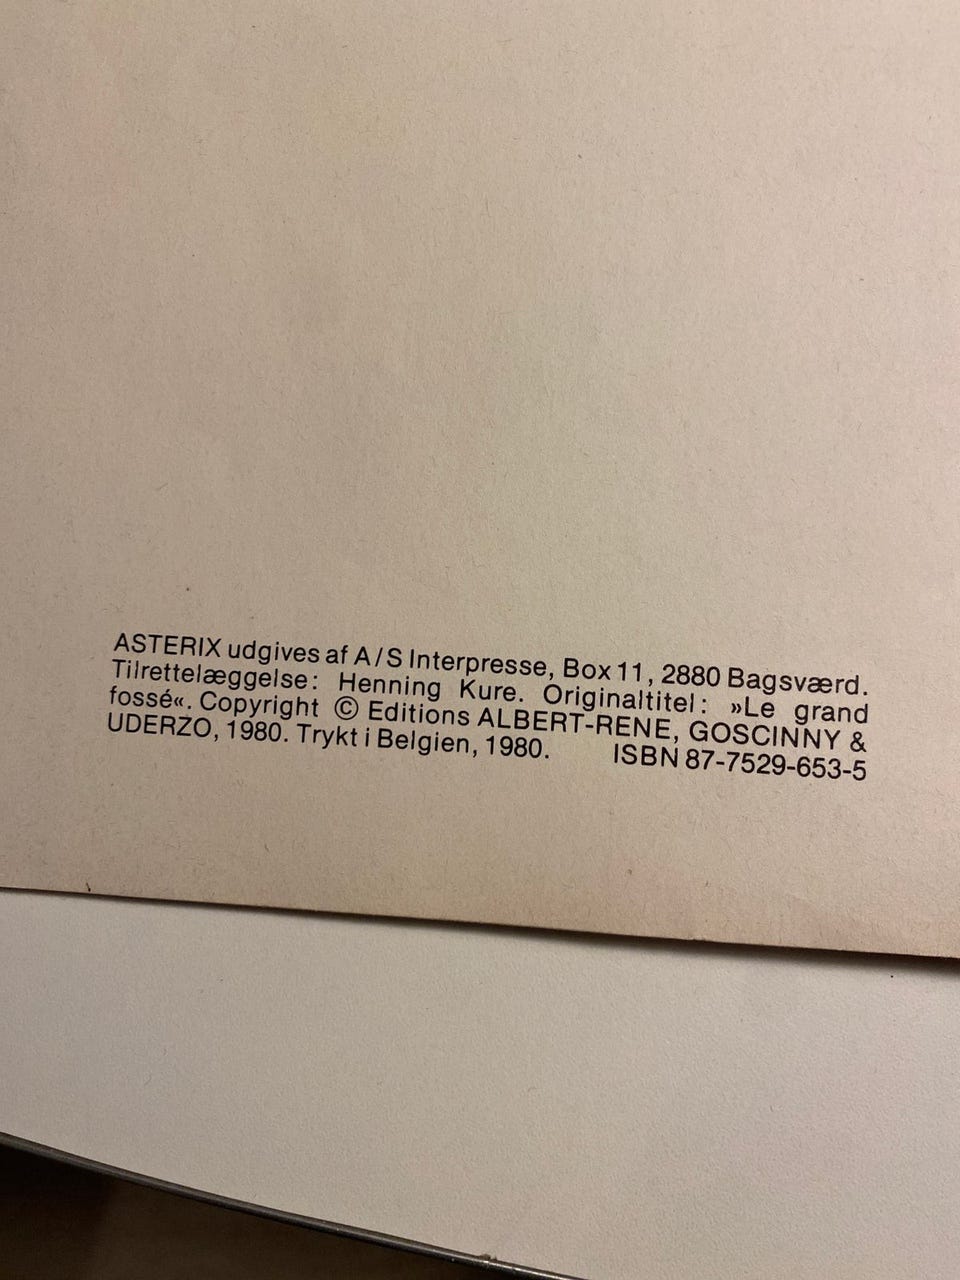 ASTERIX udgives af A/S Interpresse, Box 11, 2880 Bagsværd.
Tilrettelæggelse: Henning Kure. Originaltitel: »Le grand
fossé«. Copyright © Editions ALBERT-RENE, GOSCINNY &
UDERZO, 1980. Trykt i Belgien, 1980. ISBN 87-7529-653-5